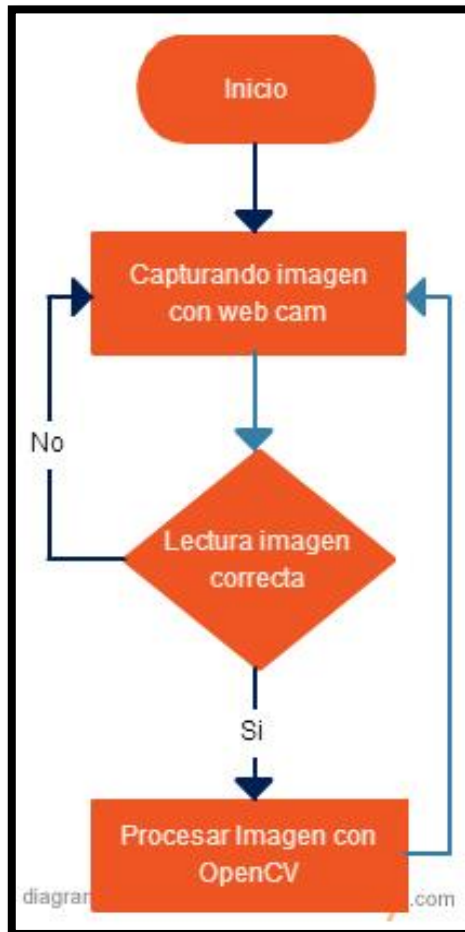 Inicio
Capturando imagen
con web cam
No
Lectura imagen
correcta
Si
Procesar Imagen con
OpenCV
.com